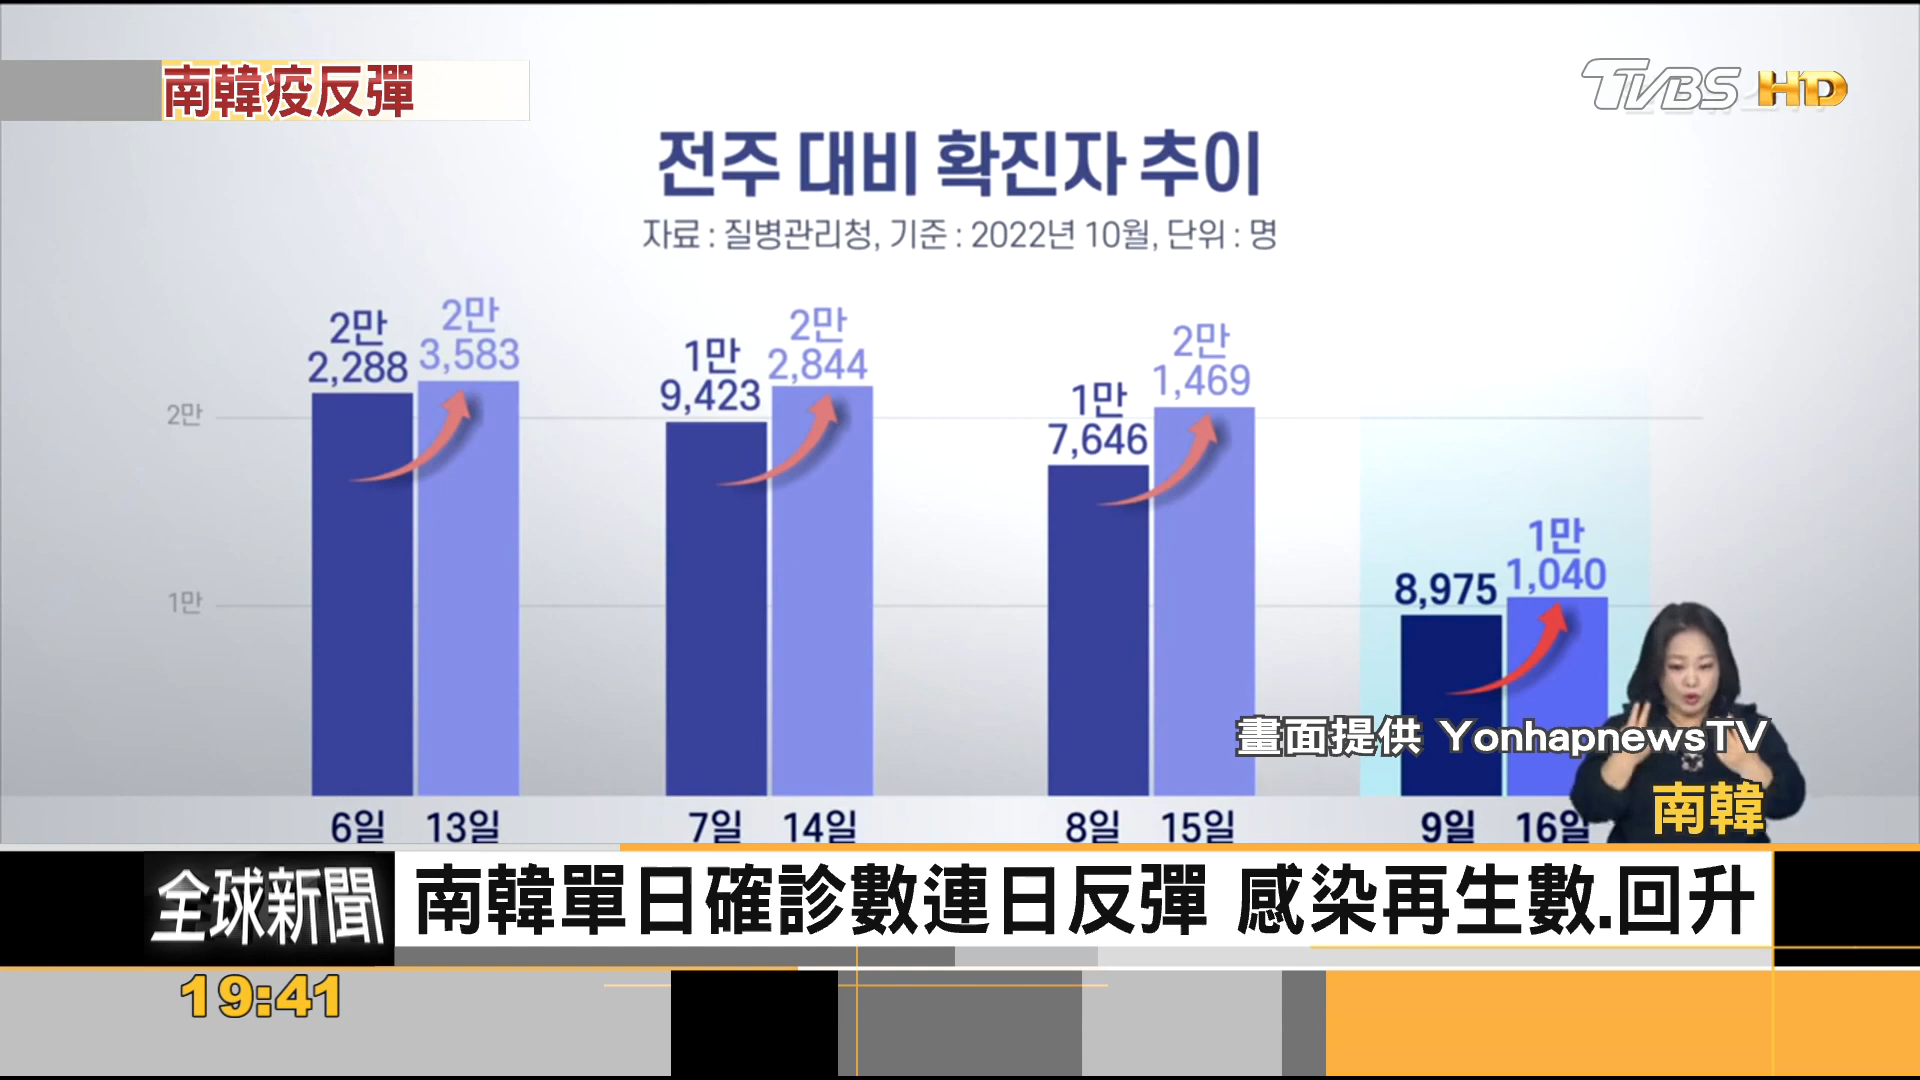 南韓疫反彈
TVBS HD
전주 대비 확진자 추이
자료 : 질병관리청, 기준 : 2022년 10월, 단위 : 명
2만
2,288
2만
3,583
1만
9,423
2만
2,844
1만
7,646
2만
1,469
8,975
1만
1,040
2만
1만
6일 13일 7일 14일 8일 15일 9일 16일
畫面提供 YonhapnewsTV
南韓
全球新聞
南韓單日確診數連日反彈 感染再生數.回升
19:41